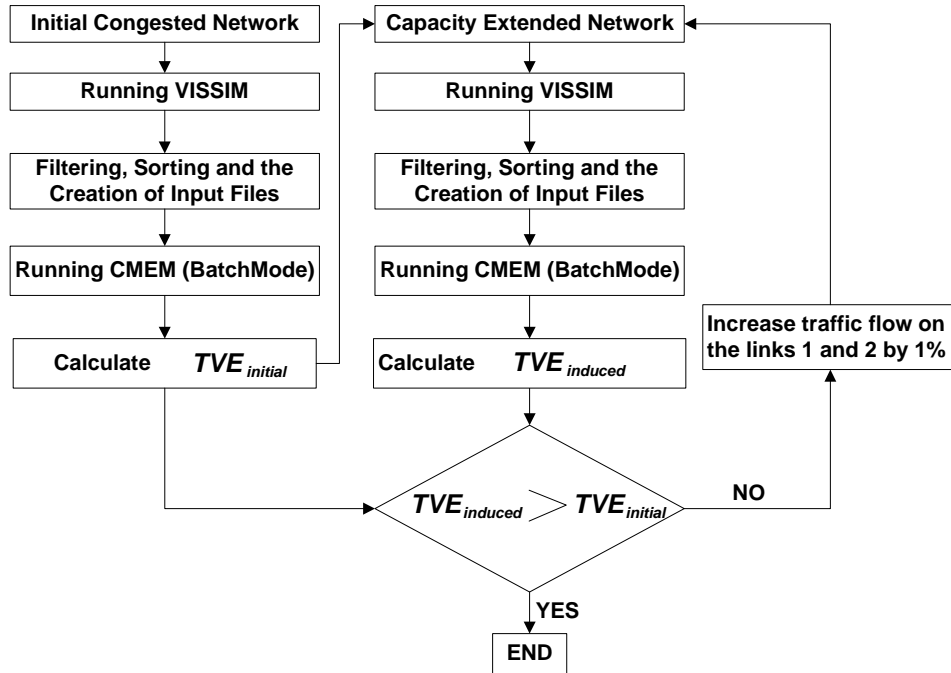 Initial Congested Network
Running VISSIM
Filtering, Sorting and the
Creation of Input Files
Running CMEM (BatchMode)
Calculate TVE initial
Capacity Extended Network
Running VISSIM
Filtering, Sorting and the
Creation of Input Files
Running CMEM (BatchMode)
Calculate TVE induced
TVE induced > TVE initial
NO
Increase traffic flow on
the links 1 and 2 by 1%
YES
END